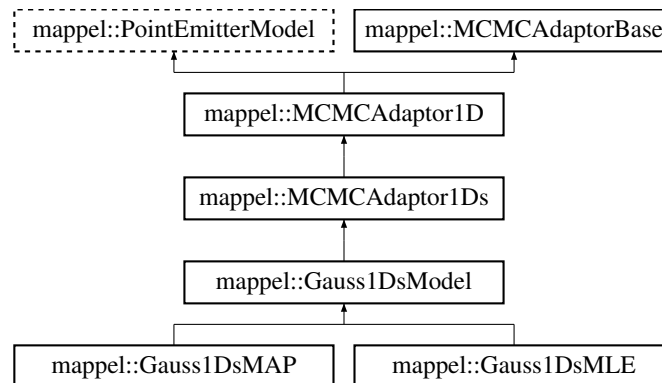 mappel::PointEmitterModel
mappel::MCMCAdaptorBase
mappel::MCMCAdaptor1D
mappel::MCMCAdaptor1Ds
mappel::Gauss1DsModel
mappel::Gauss1DsMAP
mappel::Gauss1DsMLE